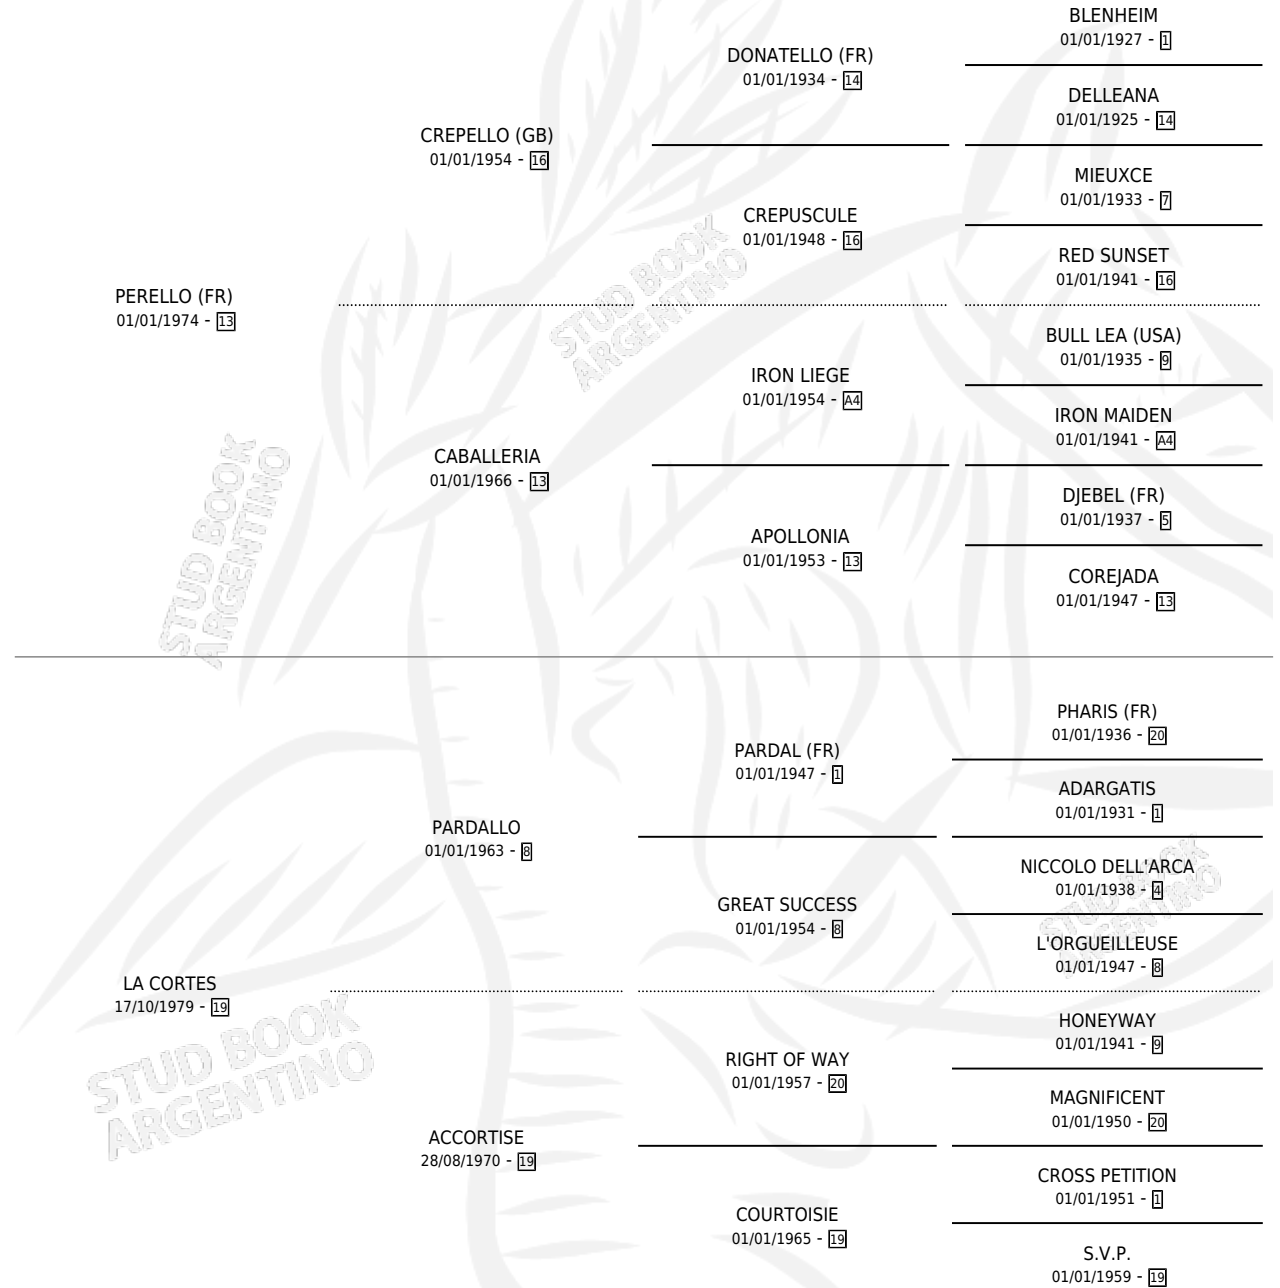 BLENHEIM
01/01/1927 - 1
DONATELLO (FR)
01/01/1934 - 14
DELLEANA
01/01/1925 - 14
CREPELLO (GB)
01/01/1954 - 16
MIEUXCE
01/01/1933 - 7
CREPUSCULE
01/01/1948 - 16
RED SUNSET
01/01/1941 - 16
PERELLO (FR)
01/01/1974 - 13
STUD BOOK
ARGENTINO
BULL LEA (USA)
01/01/1935 - 9
IRON LIEGE
01/01/1954 - A4
IRON MAIDEN
01/01/1941 - A4
CABALLERIA
01/01/1966 - 13
DJEBEL (FR)
01/01/1937 - 5
APOLLONIA
01/01/1953 - 13
COREJADA
01/01/1947 - 13
STUD BOOK
ARGENTINO
PHARIS (FR)
01/01/1936 - 20
PARDAL (FR)
01/01/1947 - 1
ADARGATIS
01/01/1931 - 1
PARDALLO
01/01/1963 - 8
NICCOLO DELL'ARCA
01/01/1938 - 4
GREAT SUCCESS
01/01/1954 - 8
L'ORGUEILLEUSE
01/01/1947 - 8
STUD BOOK
ARGENTINO
LA CORTES
17/10/1979 - 19
HONEYWAY
01/01/1941 - 9
RIGHT OF WAY
01/01/1957 - 20
MAGNIFICENT
01/01/1950 - 20
STUD BOOK
ARGENTINO
ACCORTISE
28/08/1970 - 19
CROSS PETITION
01/01/1951 - 1
COURTOISIE
01/01/1965 - 19
S.V.P.
01/01/1959 - 19